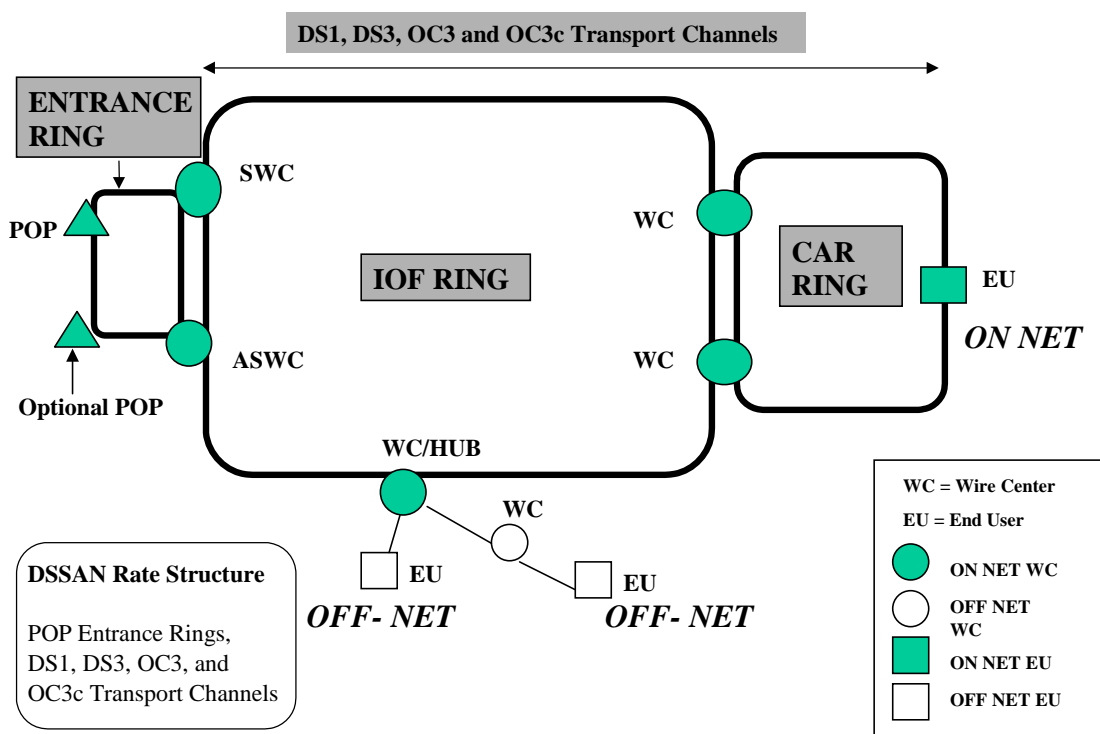 DS1, DS3, OC3 and OC3c Transport Channels
ENTRANCE
RING
SWC
POP
WC
CAR
RING
IOF RING
EU
ON NET
ASWC
WC
Optional POP
WC/HUB
WC
EU
OFF- NET
EU
OFF- NET
DSSAN Rate Structure
POP Entrance Rings,
DS1, DS3, OC3, and
OC3c Transport Channels
WC = Wire Center
EU = End User
ON NET WC
OFF NET
WC
ON NET EU
OFF NET EU